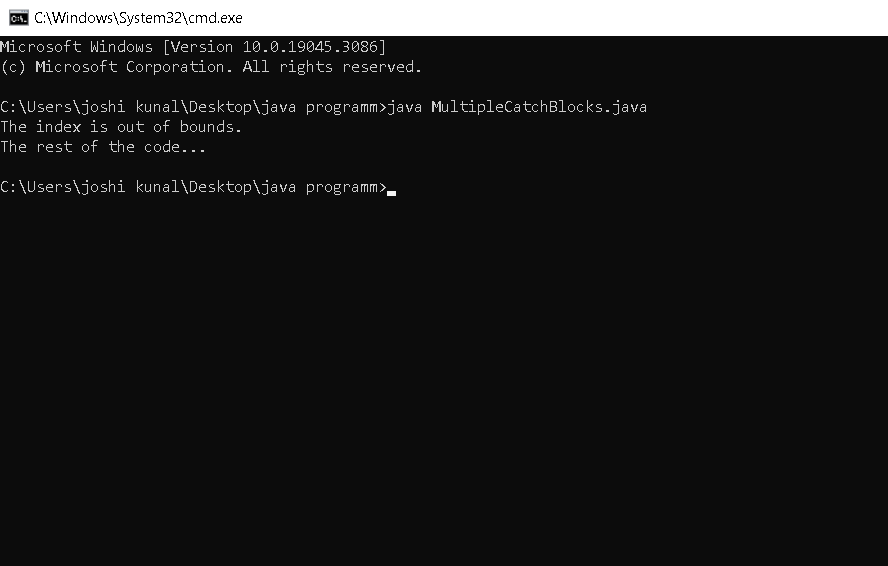 C:\Windows\System32\cmd.exe
Microsoft Windows [Version 10.0.19045.3086]
(c) Microsoft Corporation. All rights reserved.
C:\Users\joshi kunal\Desktop\java programm>java MultipleCatchBlocks.java
The index is out of bounds.
The rest of the code...
C:\Users\joshi kunal\Desktop\java programm>